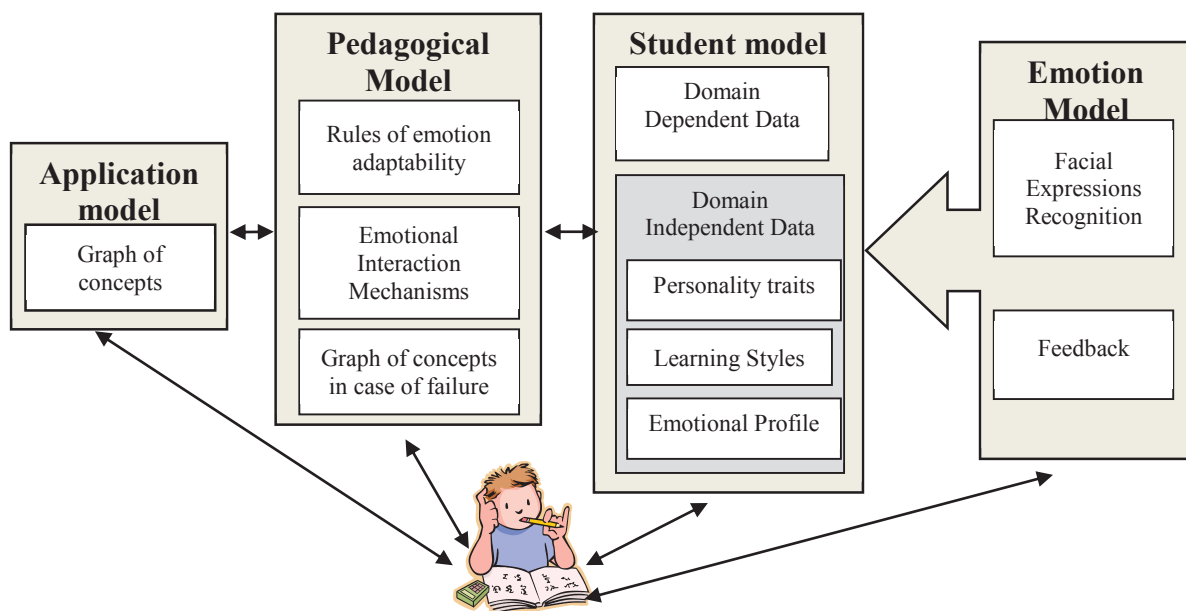 Application
model
Graph of
concepts
Pedagogical
Model
Rules of emotion
adaptability
Emotional
Interaction
Mechanisms
Graph of concepts
in case of failure
Student model
Domain
Dependent Data
Domain
Independent Data
Personality traits
Learning Styles
Emotional Profile
Emotion
Model
Facial
Expressions
Recognition
Feedback